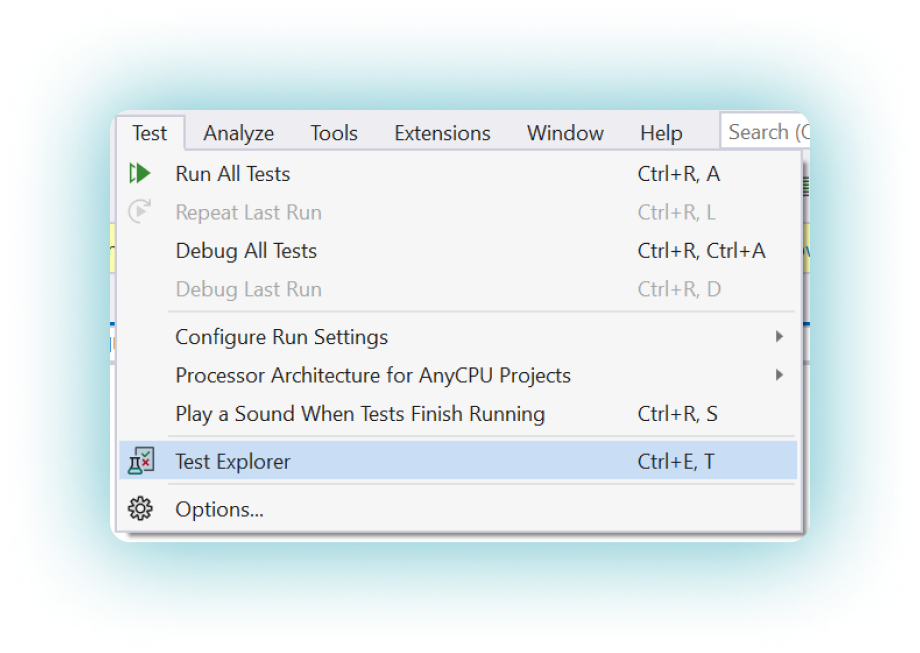 Test Analyze Tools Extensions Window Help Search (
Run All Tests Ctrl+R, A
Repeat Last Run Ctrl+R, L
Debug All Tests Ctrl+R, Ctrl+A
Debug Last Run Ctrl+R, D
Configure Run Settings
Processor Architecture for AnyCPU Projects
Play a Sound When Tests Finish Running Ctrl+R, S
Test Explorer Ctrl+E, T
Options...